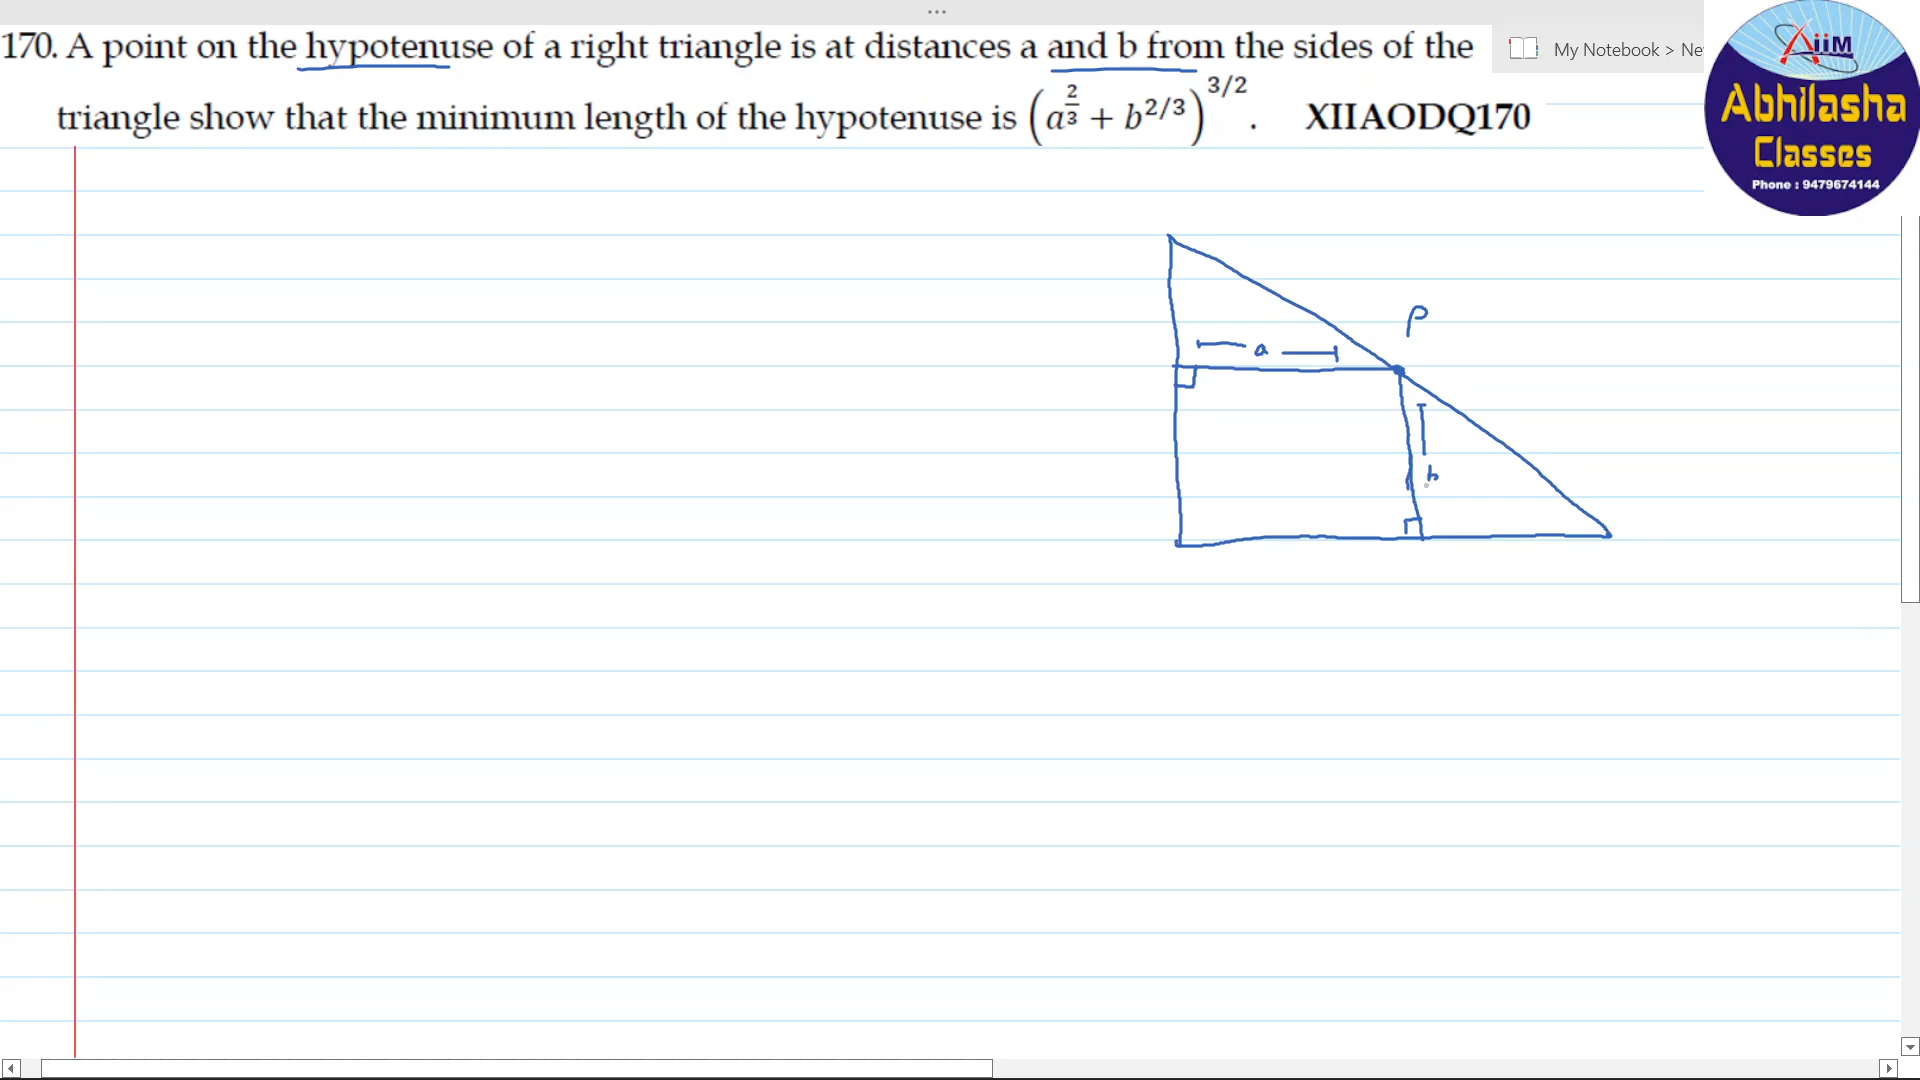 ...
170. A point on the hypotenuse of a right triangle is at distances a and b from the sides of the
triangle show that the minimum length of the hypotenuse is (a^{2/3} + b^{2/3})^{3/2}. XIIAODQ170
My Notebook > Ne
AiiM
Abhilasha
Classes
Phone : 9479674144
P
a
b